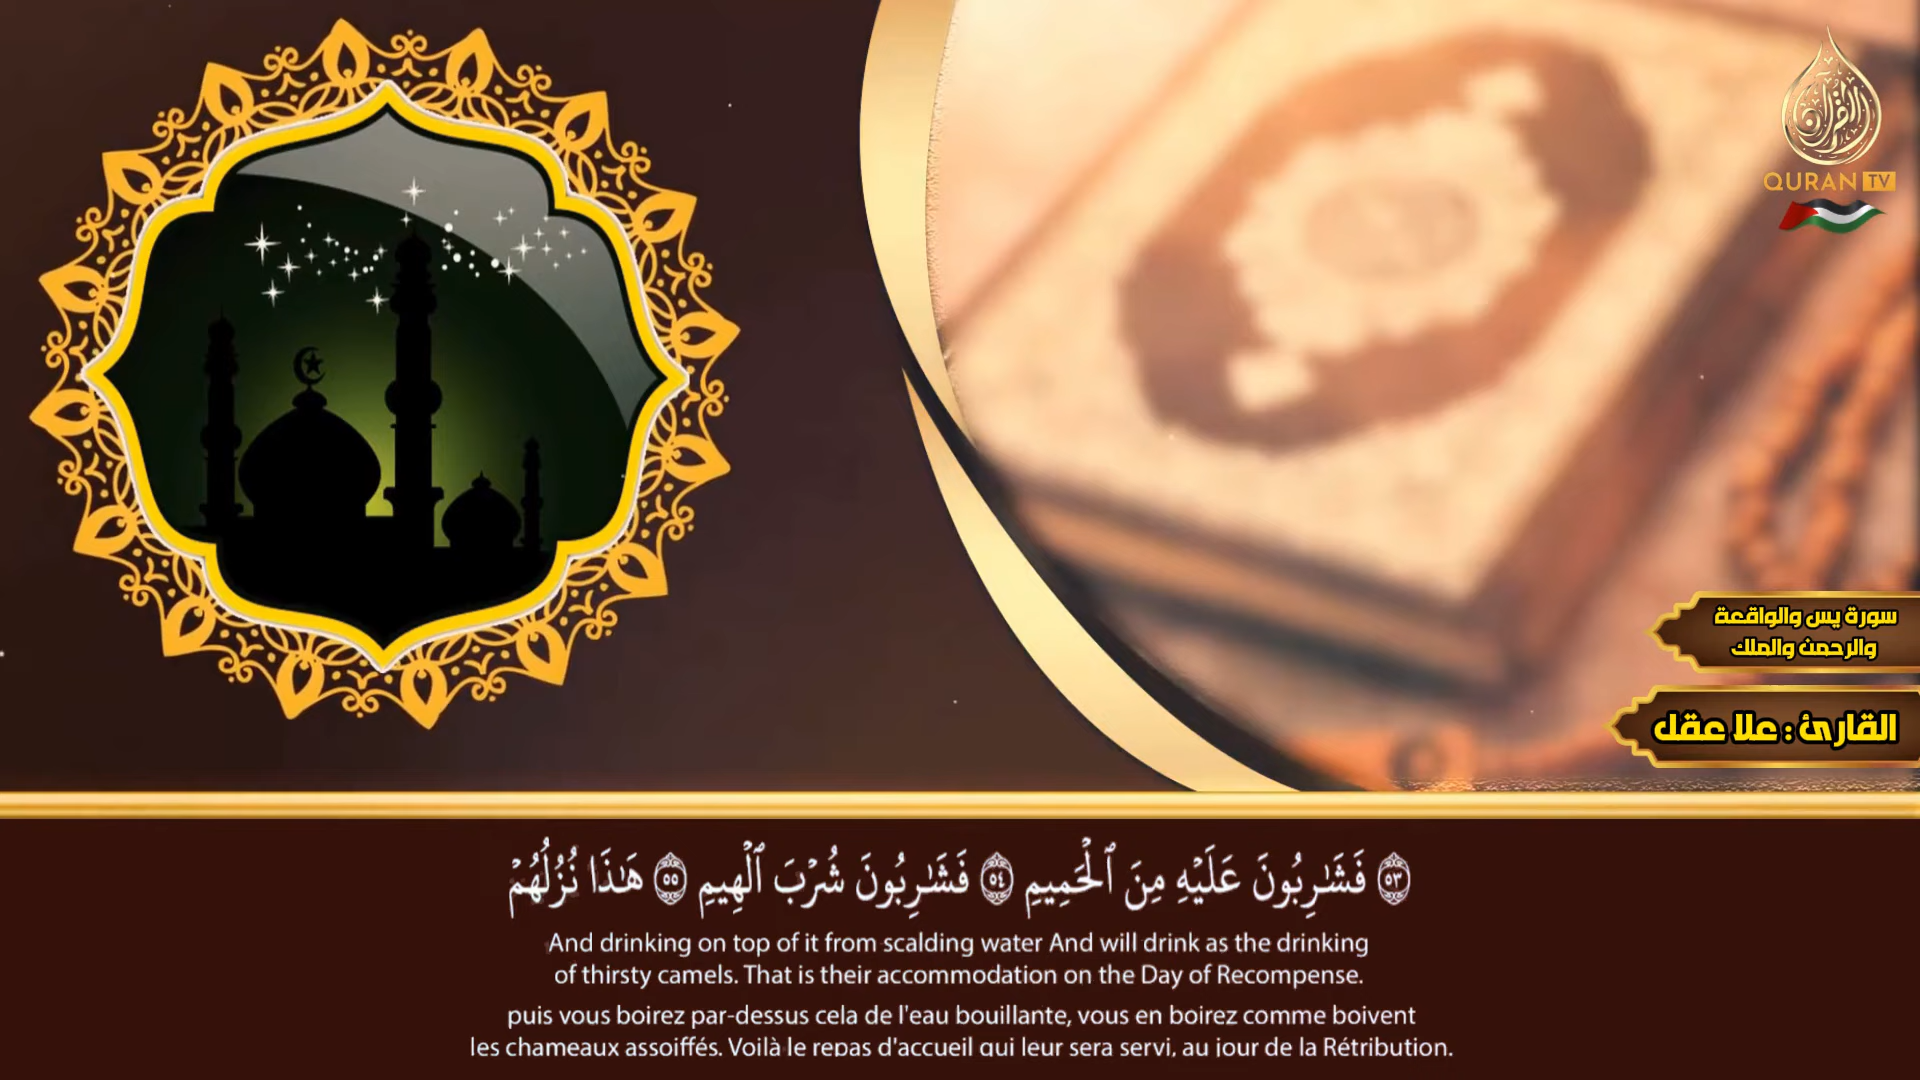 القرآن
QURAN TV
سورة يس والواقعة
والرحمن والملك
القارئ : علا عقل
۝٥٣ فَشَٰرِبُونَ عَلَيْهِ مِنَ ٱلْحَمِيمِ ۝٥٤ فَشَٰرِبُونَ شُرْبَ ٱلْهِيمِ ۝٥٥ هَٰذَا نُزُلُهُمْ
And drinking on top of it from scalding water And will drink as the drinking
of thirsty camels. That is their accommodation on the Day of Recompense.
puis vous boirez par-dessus cela de l'eau bouillante, vous en boirez comme boivent
les chameaux assoiffés. Voilà le repas d'accueil qui leur sera servi, au jour de la Rétribution.